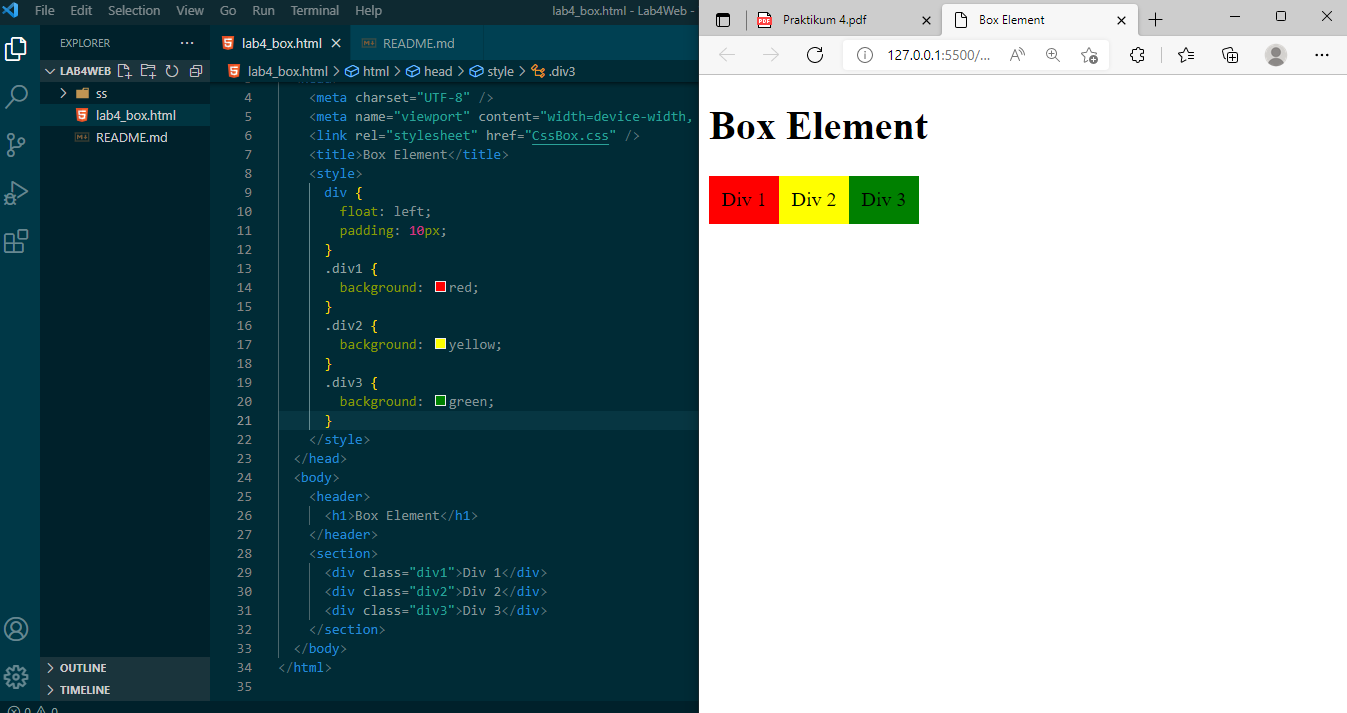 File Edit Selection View Go Run Terminal Help lab4_box.html - Lab4Web -
EXPLORER ···
LAB4WEB
ss
lab4_box.html
README.md
OUTLINE
TIMELINE
0 0
lab4_box.html README.md
lab4_box.html > html > head > style > .div3
4 <meta charset="UTF-8" />
5 <meta name="viewport" content="width=device-width,
6 <link rel="stylesheet" href="CssBox.css" />
7 <title>Box Element</title>
8 <style>
9 div {
10 float: left;
11 padding: 10px;
12 }
13 .div1 {
14 background: red;
15 }
16 .div2 {
17 background: yellow;
18 }
19 .div3 {
20 background: green;
21 }
22 </style>
23 </head>
24 <body>
25 <header>
26 <h1>Box Element</h1>
27 </header>
28 <section>
29 <div class="div1">Div 1</div>
30 <div class="div2">Div 2</div>
31 <div class="div3">Div 3</div>
32 </section>
33 </body>
34 </html>
35
PDF Praktikum 4.pdf Box Element
127.0.0.1:5500/...
Box Element
Div 1 Div 2 Div 3